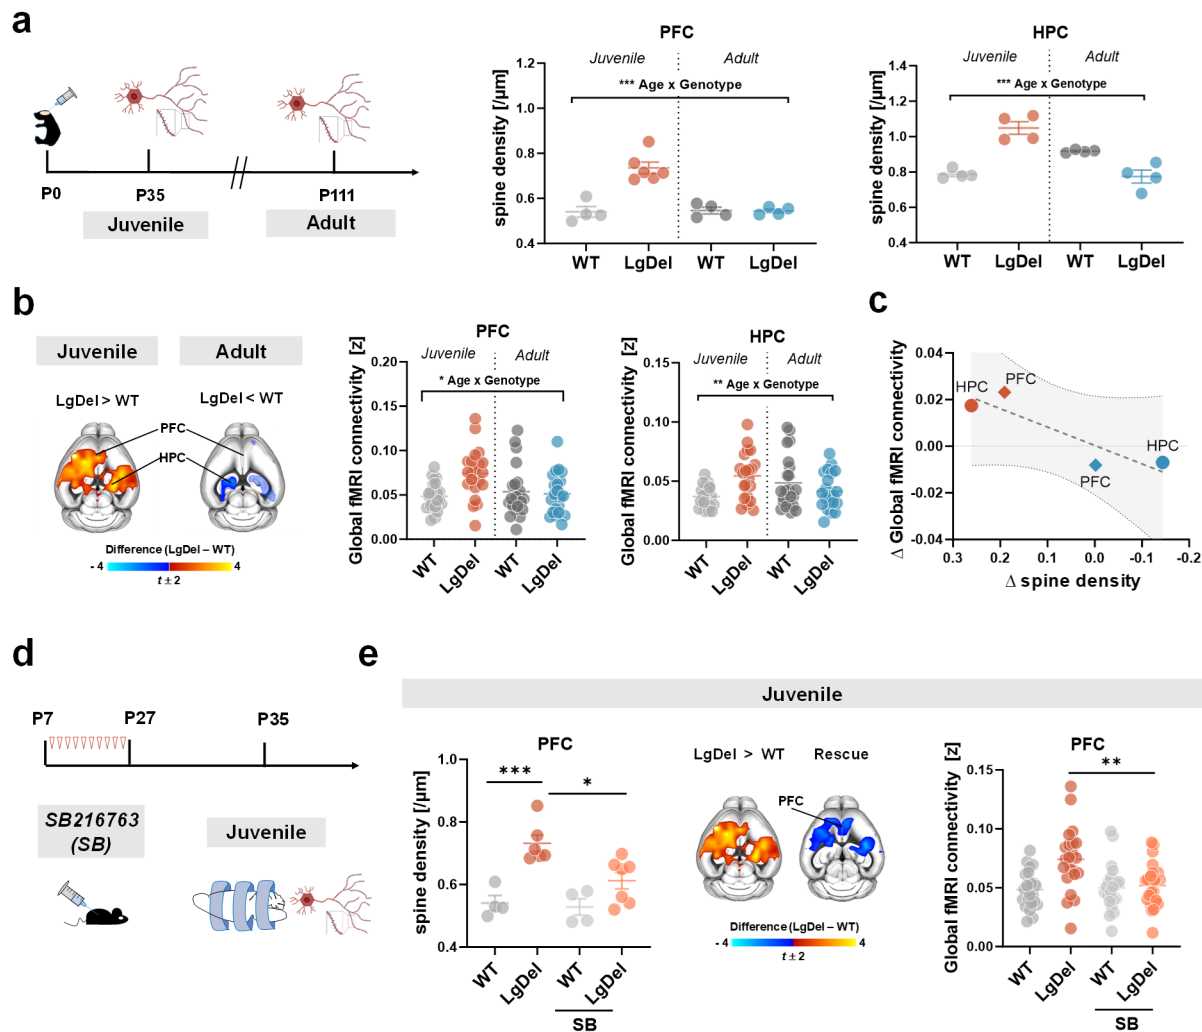 a
P0
P35
P111
Juvenile
Adult
PFC
Juvenile
Adult
*** Age x Genotype
spine density [/μm]
1.2
1.0
0.8
0.6
0.4
WT
LgDel
WT
LgDel
HPC
Juvenile
Adult
*** Age x Genotype
spine density [/μm]
1.4
1.2
1.0
0.8
0.6
0.4
WT
LgDel
WT
LgDel
b
Juvenile
Adult
LgDel > WT
LgDel < WT
PFC
HPC
Difference (LgDel – WT)
- 4
4
t ± 2
PFC
Juvenile
Adult
* Age x Genotype
Global fMRI connectivity [z]
0.20
0.15
0.10
0.05
0.00
WT
LgDel
WT
LgDel
HPC
Juvenile
Adult
** Age x Genotype
Global fMRI connectivity [z]
0.15
0.10
0.05
0.00
WT
LgDel
WT
LgDel
c
Δ Global fMRI connectivity
0.04
0.02
0.00
-0.02
-0.04
HPC
PFC
HPC
PFC
0.3
0.2
0.1
0.0
-0.1
-0.2
Δ spine density
d
P7
P27
P35
SB216763
(SB)
Juvenile
e
Juvenile
PFC
spine density [/μm]
1.0
0.8
0.6
0.4
***
*
WT
LgDel
WT
LgDel
SB
LgDel > WT
Rescue
PFC
Difference (LgDel – WT)
- 4
4
t ± 2
PFC
Global fMRI connectivity [z]
0.15
0.10
0.05
0.00
**
WT
LgDel
WT
LgDel
SB